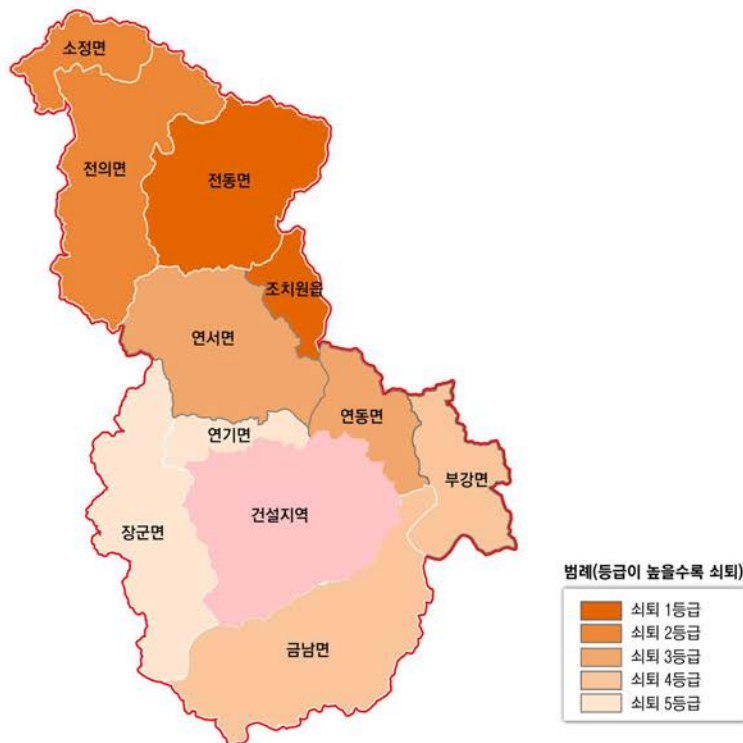 소정면
전의면
전동면
조치원읍
연서면
연동면
연기면
부강면
건설지역
장군면
금남면
범례(등급이 높을수록 쇠퇴)
쇠퇴 1등급
쇠퇴 2등급
쇠퇴 3등급
쇠퇴 4등급
쇠퇴 5등급